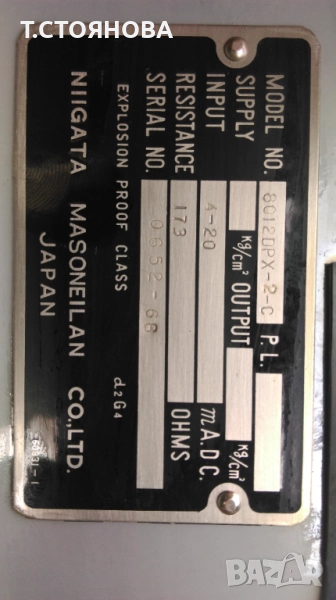 Т.СТОЯНОВА
MODEL NO. 8012DPX-2-C P.L.
SUPPLY kg/cm² OUTPUT kg/cm²
INPUT 4-20 mA.D.C.
RESISTANCE 173 OHMS
SERIAL NO. 0652-68
EXPLOSION PROOF CLASS d₂G₄
NIIGATA MASONEILAN CO.,LTD.
JAPAN
БАЗАР